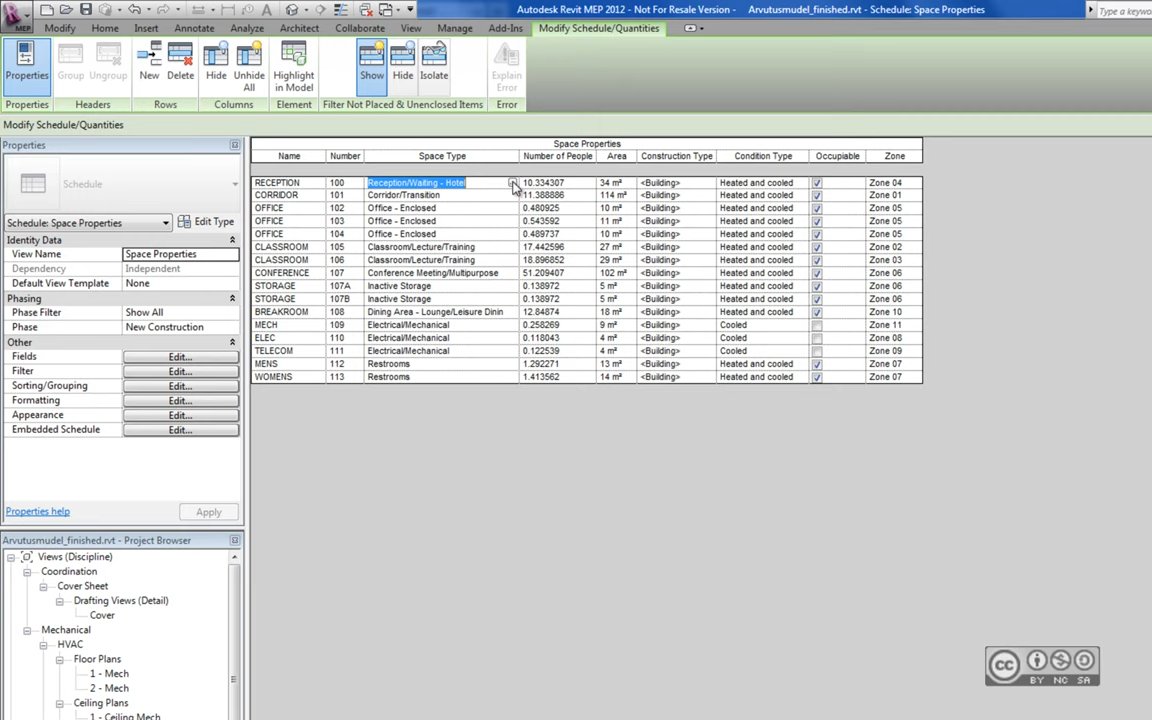 Autodesk Revit MEP 2012 - Not For Resale Version - Arvutusmudel_finished.rvt - Schedule: Space Properties
Type a keywo
MEP
Modify Home Insert Annotate Analyze Architect Collaborate View Manage Add-Ins Modify Schedule/Quantities
Properties Group Ungroup New Delete Hide Unhide All Highlight in Model Show Hide Isolate Explain Error
Properties Headers Rows Columns Element Filter Not Placed & Unenclosed Items Error
Modify Schedule/Quantities
Properties
Schedule
Schedule: Space Properties Edit Type
Identity Data
View Name Space Properties
Dependency Independent
Default View Template None
Phasing
Phase Filter Show All
Phase New Construction
Other
Fields Edit...
Filter Edit...
Sorting/Grouping Edit...
Formatting Edit...
Appearance Edit...
Embedded Schedule Edit...
Properties help Apply
Arvutusmudel_finished.rvt - Project Browser
Views (Discipline)
Coordination
Cover Sheet
Drafting Views (Detail)
Cover
Mechanical
HVAC
Floor Plans
1 - Mech
2 - Mech
Ceiling Plans
1 - Ceiling Mech
Space Properties
Name Number Space Type Number of People Area Construction Type Condition Type Occupiable Zone
RECEPTION 100 Reception/Waiting - Hotel 10.334307 34 m² <Building> Heated and cooled Zone 04
CORRIDOR 101 Corridor/Transition 11.388886 114 m² <Building> Heated and cooled Zone 01
OFFICE 102 Office - Enclosed 0.480925 10 m² <Building> Heated and cooled Zone 05
OFFICE 103 Office - Enclosed 0.543592 11 m² <Building> Heated and cooled Zone 05
OFFICE 104 Office - Enclosed 0.489737 10 m² <Building> Heated and cooled Zone 05
CLASSROOM 105 Classroom/Lecture/Training 17.442596 27 m² <Building> Heated and cooled Zone 02
CLASSROOM 106 Classroom/Lecture/Training 18.896852 29 m² <Building> Heated and cooled Zone 03
CONFERENCE 107 Conference Meeting/Multipurpose 51.209407 102 m² <Building> Heated and cooled Zone 06
STORAGE 107A Inactive Storage 0.138972 5 m² <Building> Heated and cooled Zone 06
STORAGE 107B Inactive Storage 0.138972 5 m² <Building> Heated and cooled Zone 06
BREAKROOM 108 Dining Area - Lounge/Leisure Dinin 12.84874 18 m² <Building> Heated and cooled Zone 10
MECH 109 Electrical/Mechanical 0.258269 9 m² <Building> Cooled Zone 11
ELEC 110 Electrical/Mechanical 0.118043 4 m² <Building> Cooled Zone 08
TELECOM 111 Electrical/Mechanical 0.122539 4 m² <Building> Cooled Zone 09
MENS 112 Restrooms 1.292271 13 m² <Building> Heated and cooled Zone 07
WOMENS 113 Restrooms 1.413562 14 m² <Building> Heated and cooled Zone 07
cc
BY NC SA